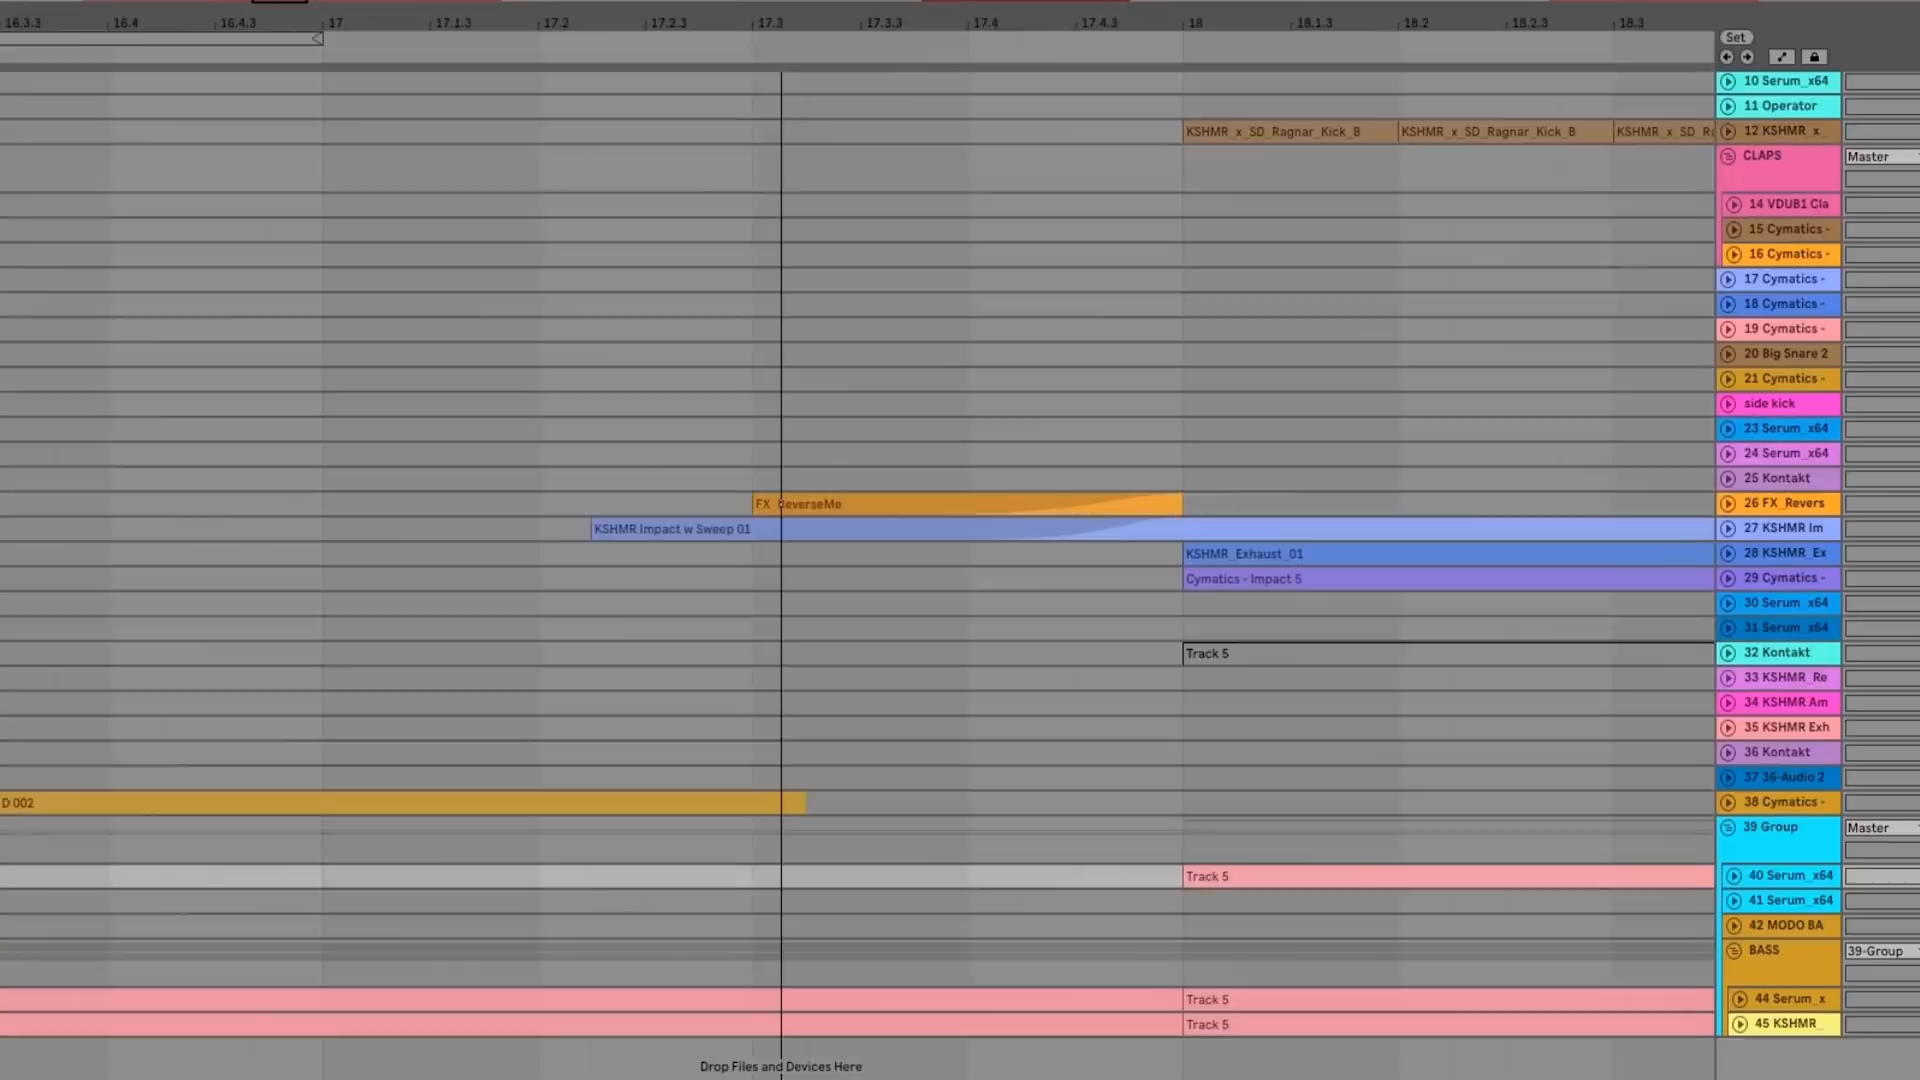 16.3.3 16.4 16.4.3 17 17.1.3 17.2 17.2.3 17.3 17.3.3 17.4 17.4.3 18 18.1.3 18.2 18.2.3 18.3
Set
10 Serum_x64
11 Operator
KSHMR_x_SD_Ragnar_Kick_B KSHMR_x_SD_Ragnar_Kick_B KSHMR_x_SD_R 12 KSHMR_x_
CLAPS Master
14 VDUB1 Cla
15 Cymatics -
16 Cymatics -
17 Cymatics -
18 Cymatics -
19 Cymatics -
20 Big Snare 2
21 Cymatics -
side kick
23 Serum_x64
24 Serum_x64
25 Kontakt
FX_ReverseMe 26 FX_Revers
KSHMR Impact w Sweep 01 27 KSHMR Im
KSHMR_Exhaust_01 28 KSHMR_Ex
Cymatics - Impact 5 29 Cymatics -
30 Serum_x64
31 Serum_x64
Track 5 32 Kontakt
33 KSHMR_Re
34 KSHMR Am
35 KSHMR Exh
36 Kontakt
37 36-Audio 2
D 002 38 Cymatics -
39 Group Master
Track 5 40 Serum_x64
41 Serum_x64
42 MODO BA
BASS 39-Group
Track 5 44 Serum_x
Track 5 45 KSHMR_
Drop Files and Devices Here